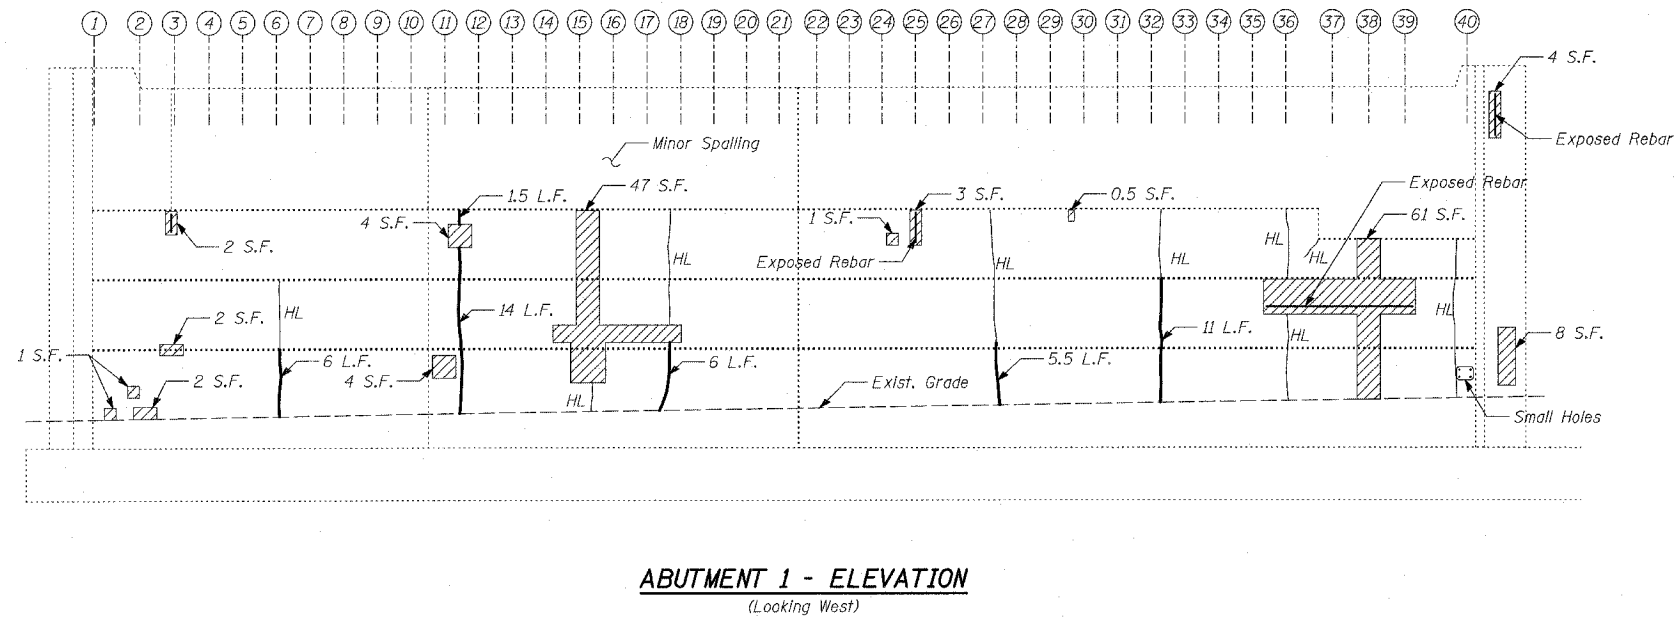 1 2 3 4 5 6 7 8 9 10 11 12 13 14 15 16 17 18 19 20 21 22 23 24 25 26 27 28 29 30 31 32 33 34 35 36 37 38 39 40
4 S.F.
Exposed Rebar
Minor Spalling
Exposed Rebar
1.5 L.F.
47 S.F.
3 S.F.
0.5 S.F.
4 S.F.
1 S.F.
61 S.F.
2 S.F.
HL
Exposed Rebar
HL
HL
HL
HL
HL
14 L.F.
HL
2 S.F.
11 L.F.
HL
8 S.F.
1 S.F.
6 L.F.
6 L.F.
5.5 L.F.
2 S.F.
4 S.F.
Exist. Grade
HL
Small Holes
ABUTMENT 1 - ELEVATION
(Looking West)